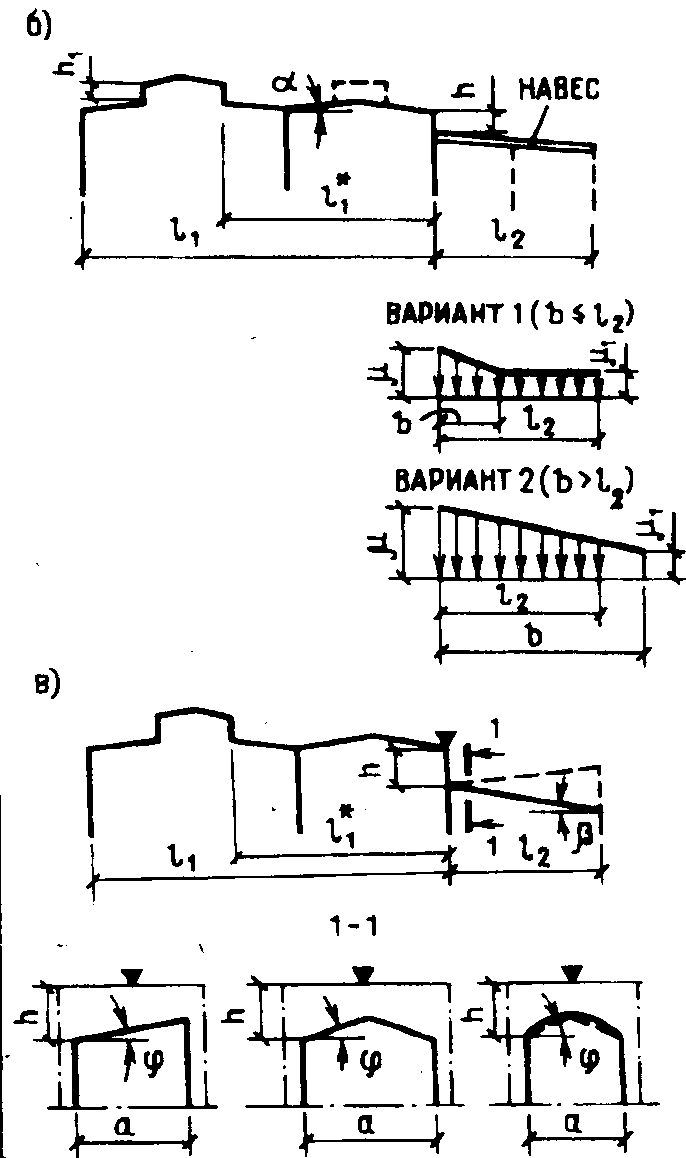 б)
h₁
α
h
НАВЕС
l₁*
l₁
l₂
ВАРИАНТ 1 (b ≤ l₂)
μ
μ₁
b
l₂
ВАРИАНТ 2 (b > l₂)
μ
μ₁
l₂
b
в)
1
h
l₁*
1
β
l₁
l₂
1-1
h
φ
a
h
φ
a
h
φ
a